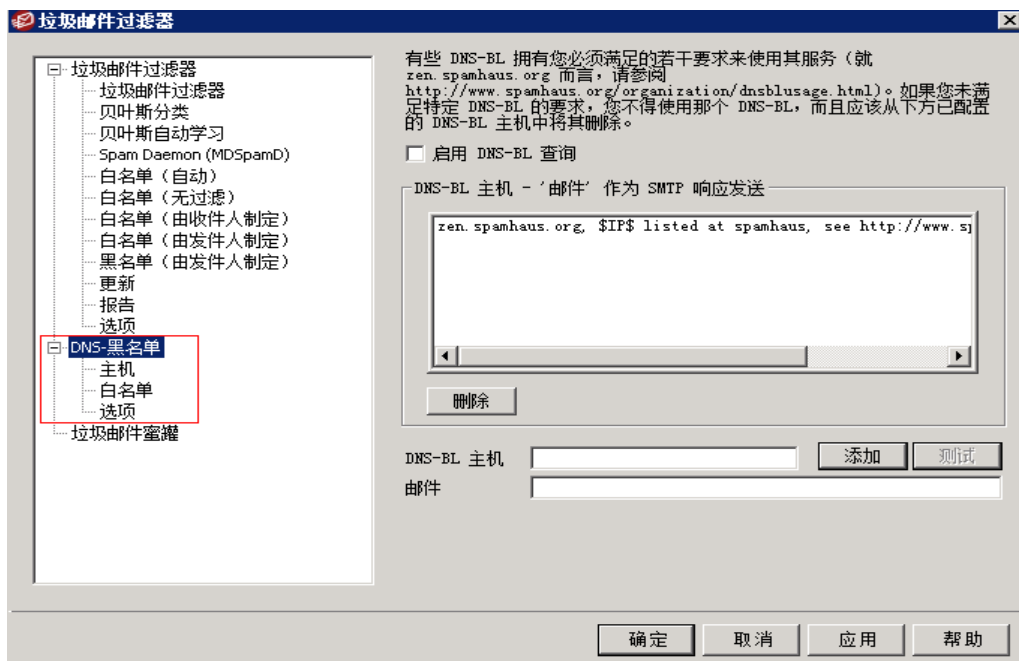 垃圾邮件过滤器
垃圾邮件过滤器
垃圾邮件过滤器
贝叶斯分类
贝叶斯自动学习
Spam Daemon (MDSpamD)
白名单（自动）
白名单（无过滤）
白名单（由收件人制定）
白名单（由发件人制定）
黑名单（由发件人制定）
更新
报告
选项
DNS-黑名单
主机
白名单
选项
垃圾邮件蜜罐
有些 DNS-BL 拥有您必须满足的若干要求来使用其服务（就
zen.spamhaus.org 而言，请参阅
http://www.spamhaus.org/organization/dnsblusage.html)。如果您未满
足特定 DNS-BL 的要求，您不得使用那个 DNS-BL，而且应该从下方已配置
的 DNS-BL 主机中将其删除。
启用 DNS-BL 查询
DNS-BL 主机 - '邮件' 作为 SMTP 响应发送
zen.spamhaus.org, $IP$ listed at spamhaus, see http://www.s
删除
DNS-BL 主机
添加
测试
邮件
确定
取消
应用
帮助